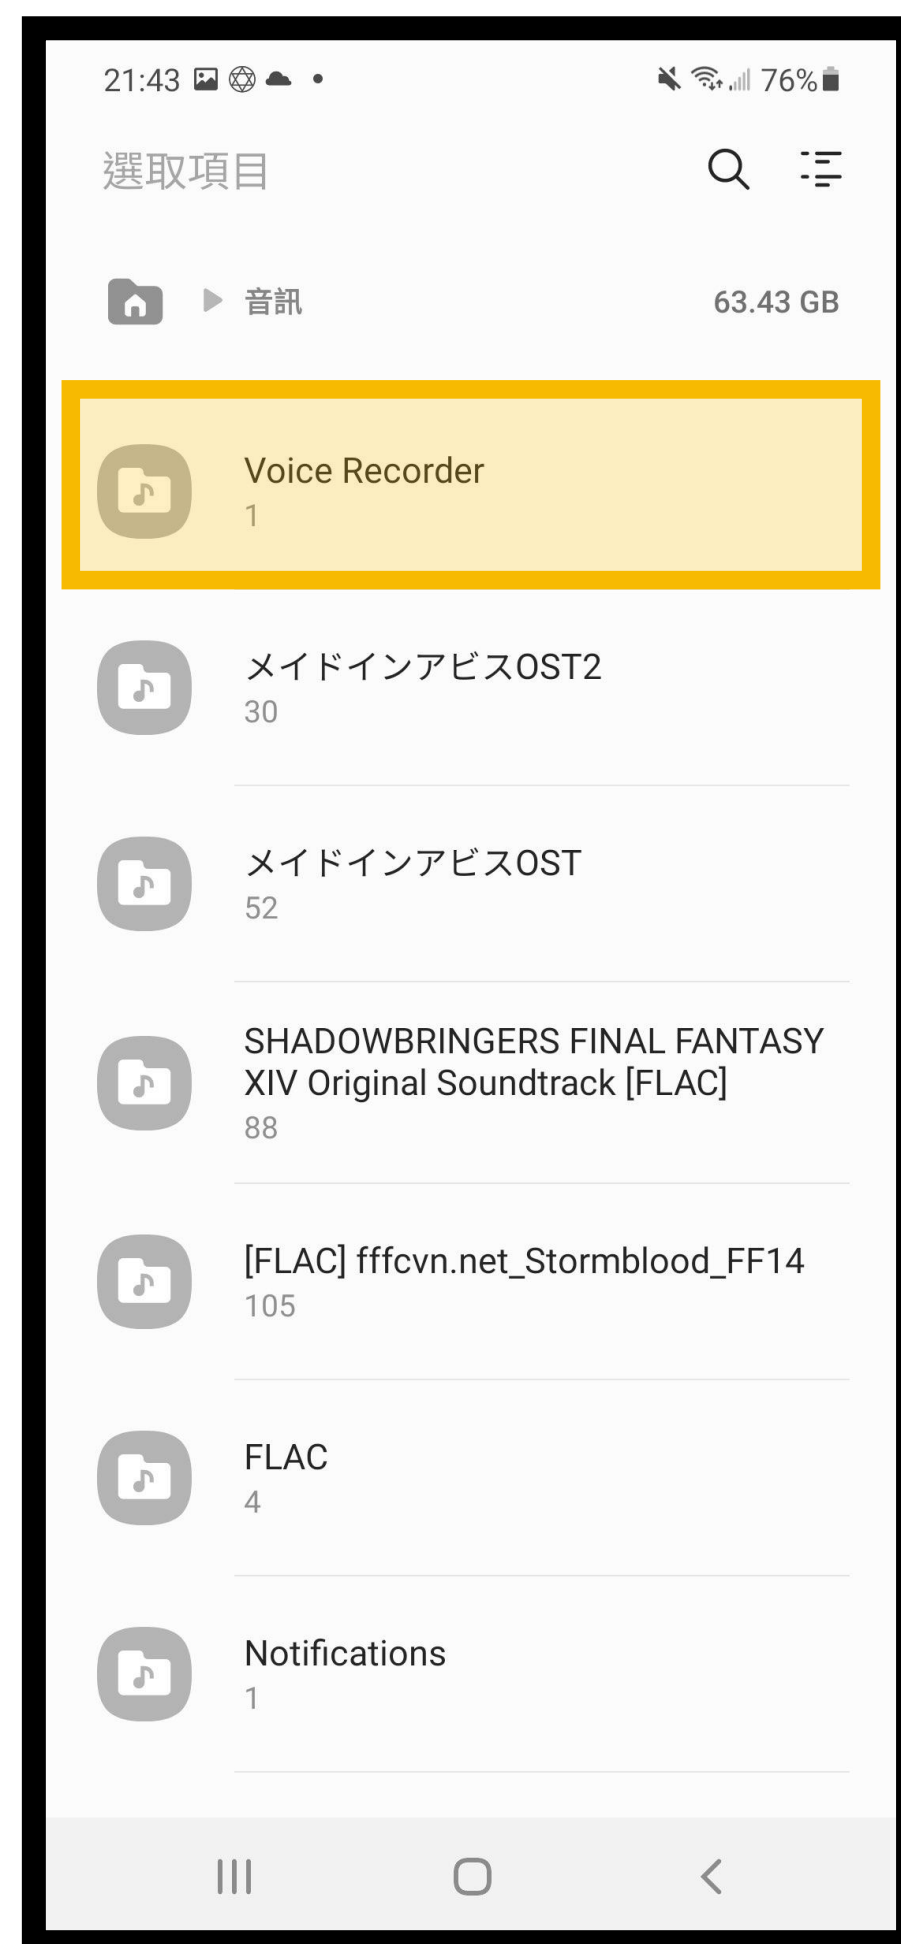 21:43
76%
選取項目
音訊
63.43 GB
Voice Recorder
1
メイドインアビスOST2
30
メイドインアビスOST
52
SHADOWBRINGERS FINAL FANTASY
XIV Original Soundtrack [FLAC]
88
[FLAC] fffcvn.net_Stormblood_FF14
105
FLAC
4
Notifications
1